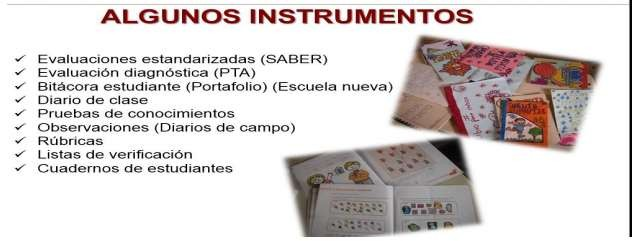 ALGUNOS INSTRUMENTOS
✓ Evaluaciones estandarizadas (SABER)
✓ Evaluación diagnóstica (PTA)
✓ Bitácora estudiante (Portafolio) (Escuela nueva)
✓ Diario de clase
✓ Pruebas de conocimientos
✓ Observaciones (Diarios de campo)
✓ Rúbricas
✓ Listas de verificación
✓ Cuadernos de estudiantes